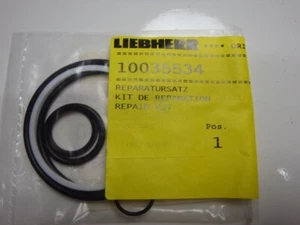 LIEBHERR
10035534
REPARATURSATZ
KIT DE REPARATION
REPAIR KIT
Pos.
1